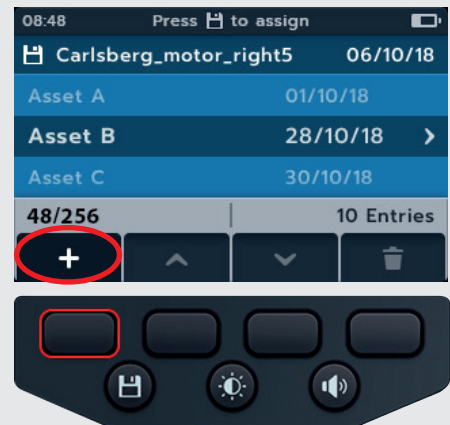 08:48 Press to assign
Carlsberg_motor_right5 06/10/18
Asset A 01/10/18
Asset B 28/10/18 >
Asset C 30/10/18
48/256 10 Entries
+